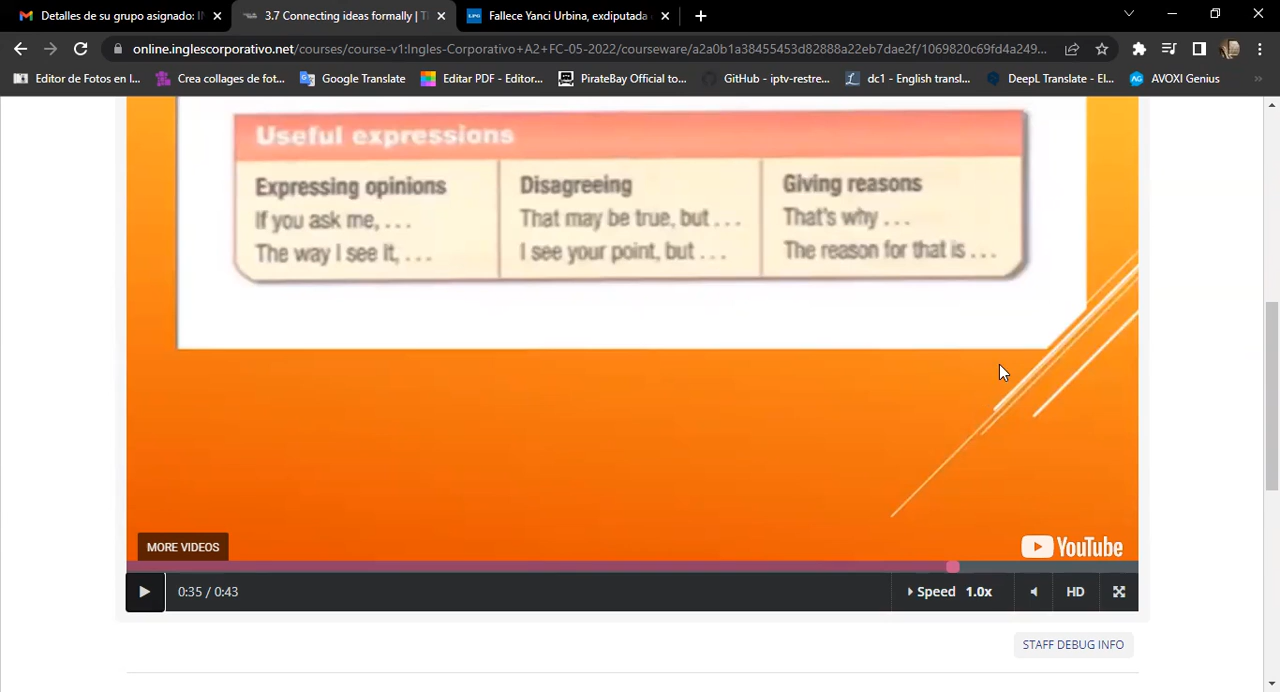 Detalles de su grupo asignado: IN
3.7 Connecting ideas formally | Th
Fallece Yanci Urbina, exdiputada
online.inglescorporativo.net/courses/course-v1:Ingles-Corporativo+A2+FC-05-2022/courseware/a2a0b1a38455453d82888a22eb7dae2f/1069820c69fd4a249...
Editor de Fotos en l...
Crea collages de fot...
Google Translate
Editar PDF - Editor...
PirateBay Official to...
GitHub - iptv-restre...
dc1 - English transl...
DeepL Translate - El...
AVOXI Genius
»
Useful expressions
Expressing opinions
If you ask me, . . .
The way I see it, . . .
Disagreeing
That may be true, but . . .
I see your point, but . . .
Giving reasons
That's why . . .
The reason for that is . . .
MORE VIDEOS
YouTube
0:35 / 0:43
Speed 1.0x
HD
STAFF DEBUG INFO